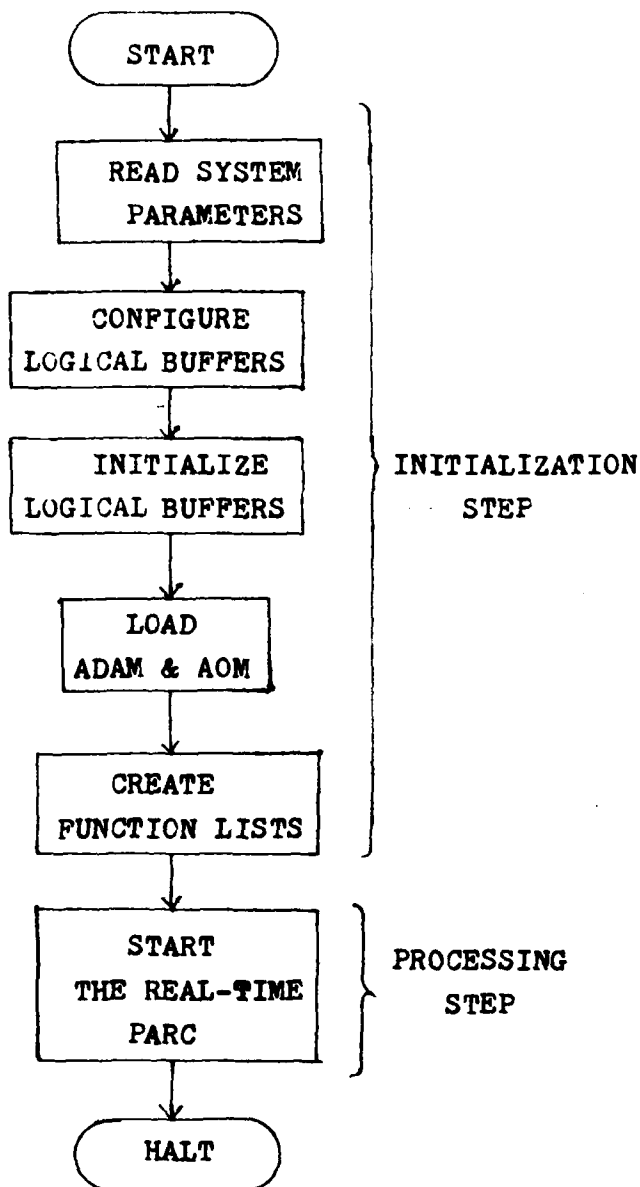 START
READ SYSTEM
PARAMETERS
CONFIGURE
LOGICAL BUFFERS
INITIALIZE
LOGICAL BUFFERS
INITIALIZATION
STEP
LOAD
ADAM & AOM
CREATE
FUNCTION LISTS
START
THE REAL-TIME
PARC
PROCESSING
STEP
HALT